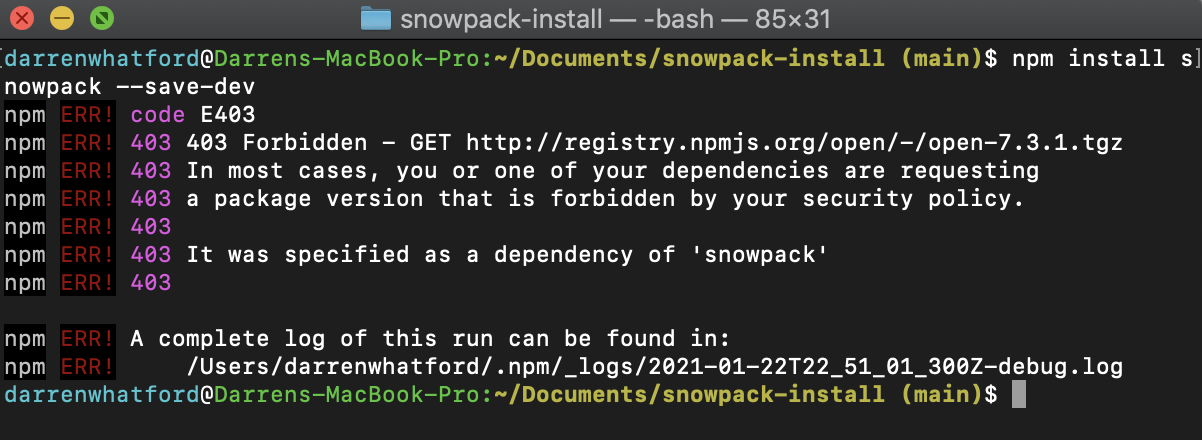 snowpack-install — -bash — 85×31
[darrenwhatford@Darrens-MacBook-Pro:~/Documents/snowpack-install (main)$ npm install s]
nowpack --save-dev
npm ERR! code E403
npm ERR! 403 403 Forbidden - GET http://registry.npmjs.org/open/-/open-7.3.1.tgz
npm ERR! 403 In most cases, you or one of your dependencies are requesting
npm ERR! 403 a package version that is forbidden by your security policy.
npm ERR! 403
npm ERR! 403 It was specified as a dependency of 'snowpack'
npm ERR! 403
npm ERR! A complete log of this run can be found in:
npm ERR!     /Users/darrenwhatford/.npm/_logs/2021-01-22T22_51_01_300Z-debug.log
darrenwhatford@Darrens-MacBook-Pro:~/Documents/snowpack-install (main)$